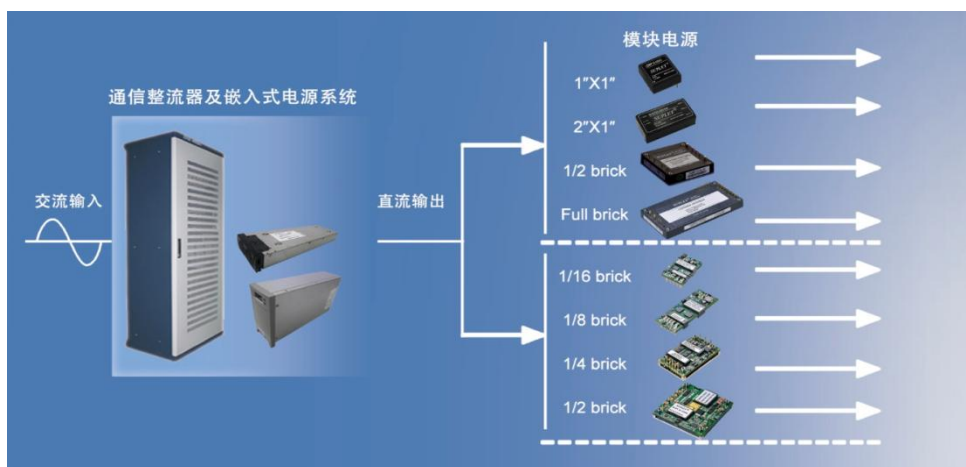 模块电源
1″X1″
通信整流器及嵌入式电源系统
2″X1″
1/2 brick
交流输入
直流输出
Full brick
1/16 brick
1/8 brick
1/4 brick
1/2 brick